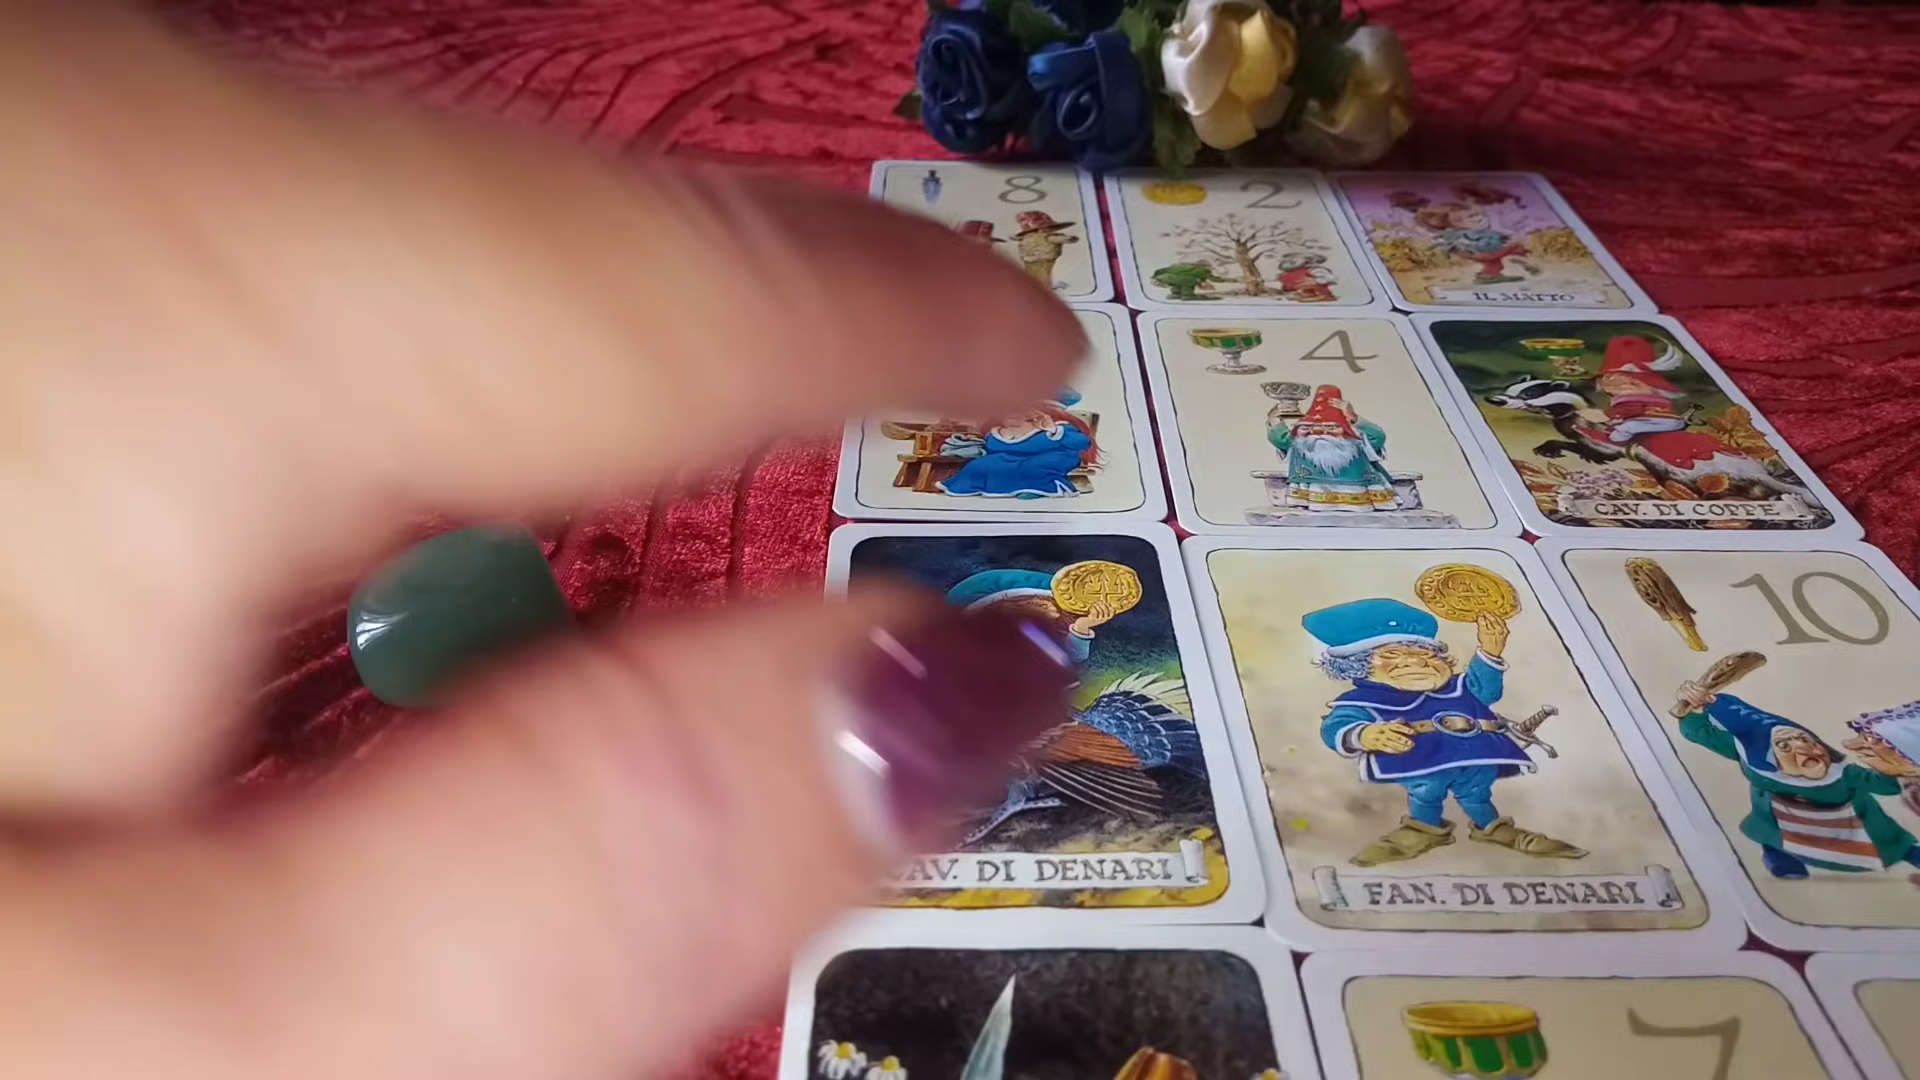 8
2
IL MATTO
4
CAV. DI COPPE
10
AV. DI DENARI
FAN. DI DENARI
7